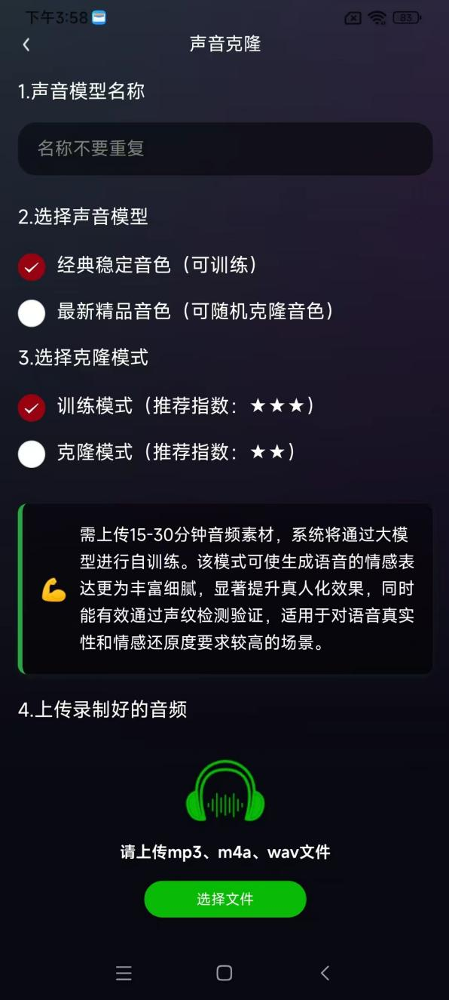 下午3:58
83
声音克隆
1.声音模型名称
名称不要重复
2.选择声音模型
经典稳定音色（可训练）
最新精品音色（可随机克隆音色）
3.选择克隆模式
训练模式（推荐指数：★★★）
克隆模式（推荐指数：★★）
需上传15-30分钟音频素材，系统将通过大模
型进行自训练。该模式可使生成语音的情感表
达更为丰富细腻，显著提升真人化效果，同时
能有效通过声纹检测验证，适用于对语音真实
性和情感还原度要求较高的场景。
4.上传录制好的音频
请上传mp3、m4a、wav文件
选择文件